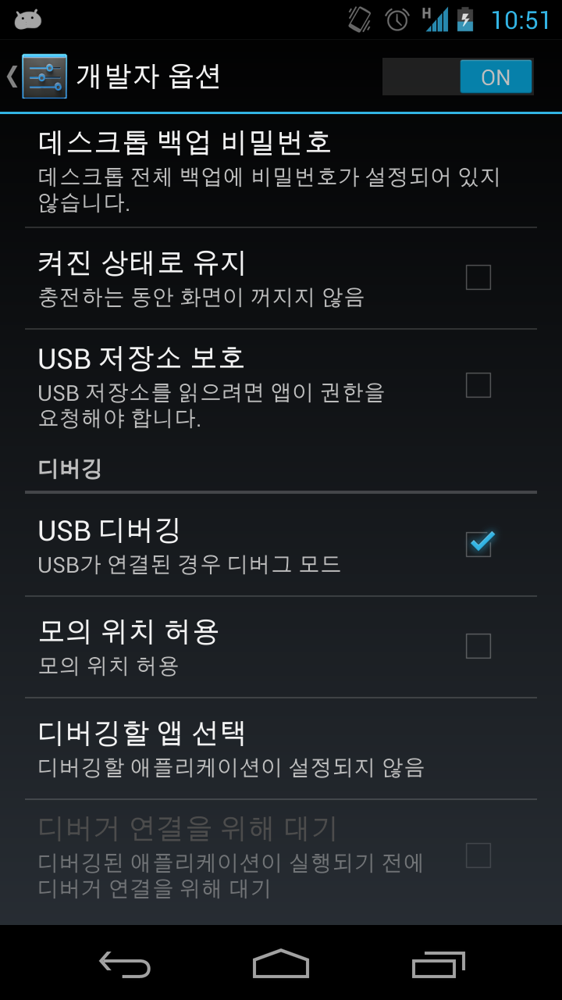 H 10:51
개발자 옵션
ON
데스크톱 백업 비밀번호
데스크톱 전체 백업에 비밀번호가 설정되어 있지
않습니다.
켜진 상태로 유지
충전하는 동안 화면이 꺼지지 않음
USB 저장소 보호
USB 저장소를 읽으려면 앱이 권한을
요청해야 합니다.
디버깅
USB 디버깅
USB가 연결된 경우 디버그 모드
모의 위치 허용
모의 위치 허용
디버깅할 앱 선택
디버깅할 애플리케이션이 설정되지 않음
디버거 연결을 위해 대기
디버깅된 애플리케이션이 실행되기 전에
디버거 연결을 위해 대기